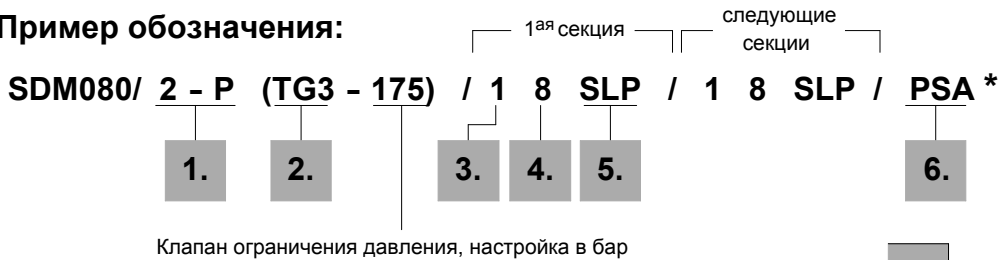 Пример обозначения:
1ая секция
следующие
секции
SDM080/ 2 - P (TG3 - 175) / 1 8 SLP / 1 8 SLP / PSA *
1. 2. 3. 4. 5. 6.
Клапан ограничения давления, настройка в бар